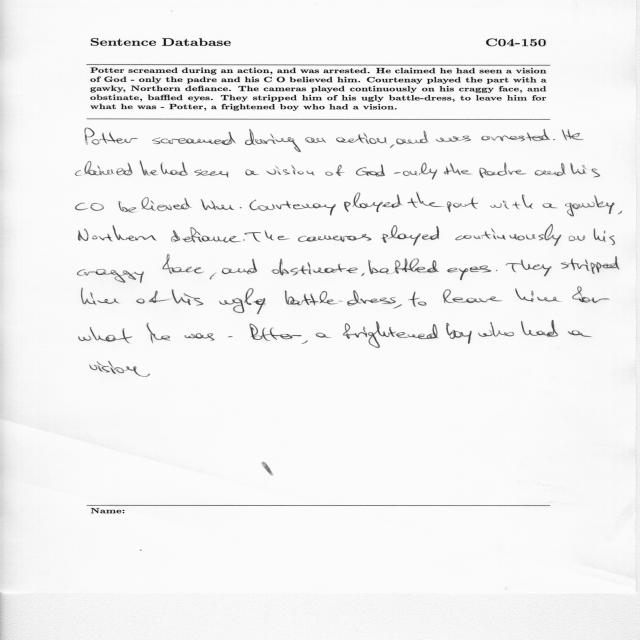 Sentence Database C04-150
Potter screamed during an action, and was arrested. He claimed he had seen a vision
of God - only the padre and his C O believed him. Courtenay played the part with a
gawky, Northern defiance. The cameras played continuously on his craggy face, and
obstinate, baffled eyes. They stripped him of his ugly battle-dress, to leave him for
what he was - Potter, a frightened boy who had a vision.
Potter screamed during an action, and was arrested. He
claimed he had seen a vision of God - only the padre and his
CO believed him. Courtenay played the part with a gawky,
Northern defiance. The cameras played continuously on his
craggy face, and obstinate, baffled eyes. They stripped
him of his ugly battle-dress, to leave him for
what he was - Potter, a frightened boy who had a
vision
Name: